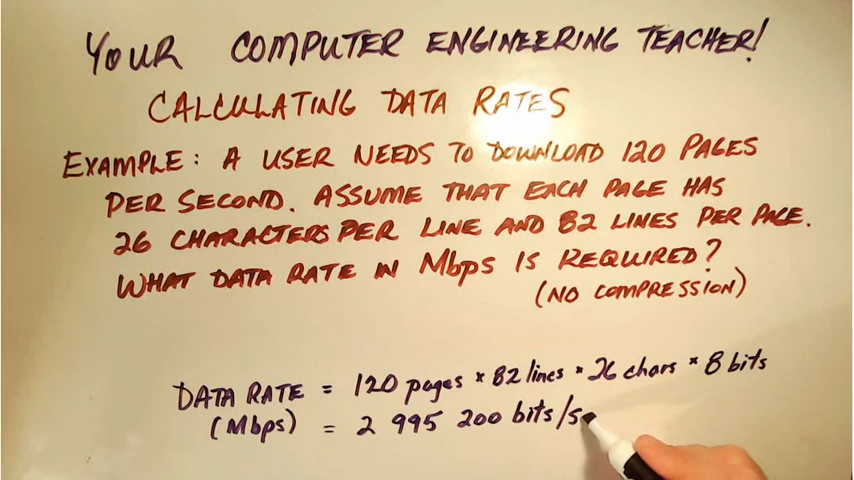 YOUR COMPUTER ENGINEERING TEACHER!
CALCULATING DATA RATES
EXAMPLE: A USER NEEDS TO DOWNLOAD 120 PAGES
PER SECOND. ASSUME THAT EACH PAGE HAS
26 CHARACTERS PER LINE AND 82 LINES PER PAGE.
WHAT DATA RATE IN Mbps IS REQUIRED?
(NO COMPRESSION)
DATA RATE = 120 pages * 82 lines * 26 chars * 8 bits
(Mbps) = 2 995 200 bits/s